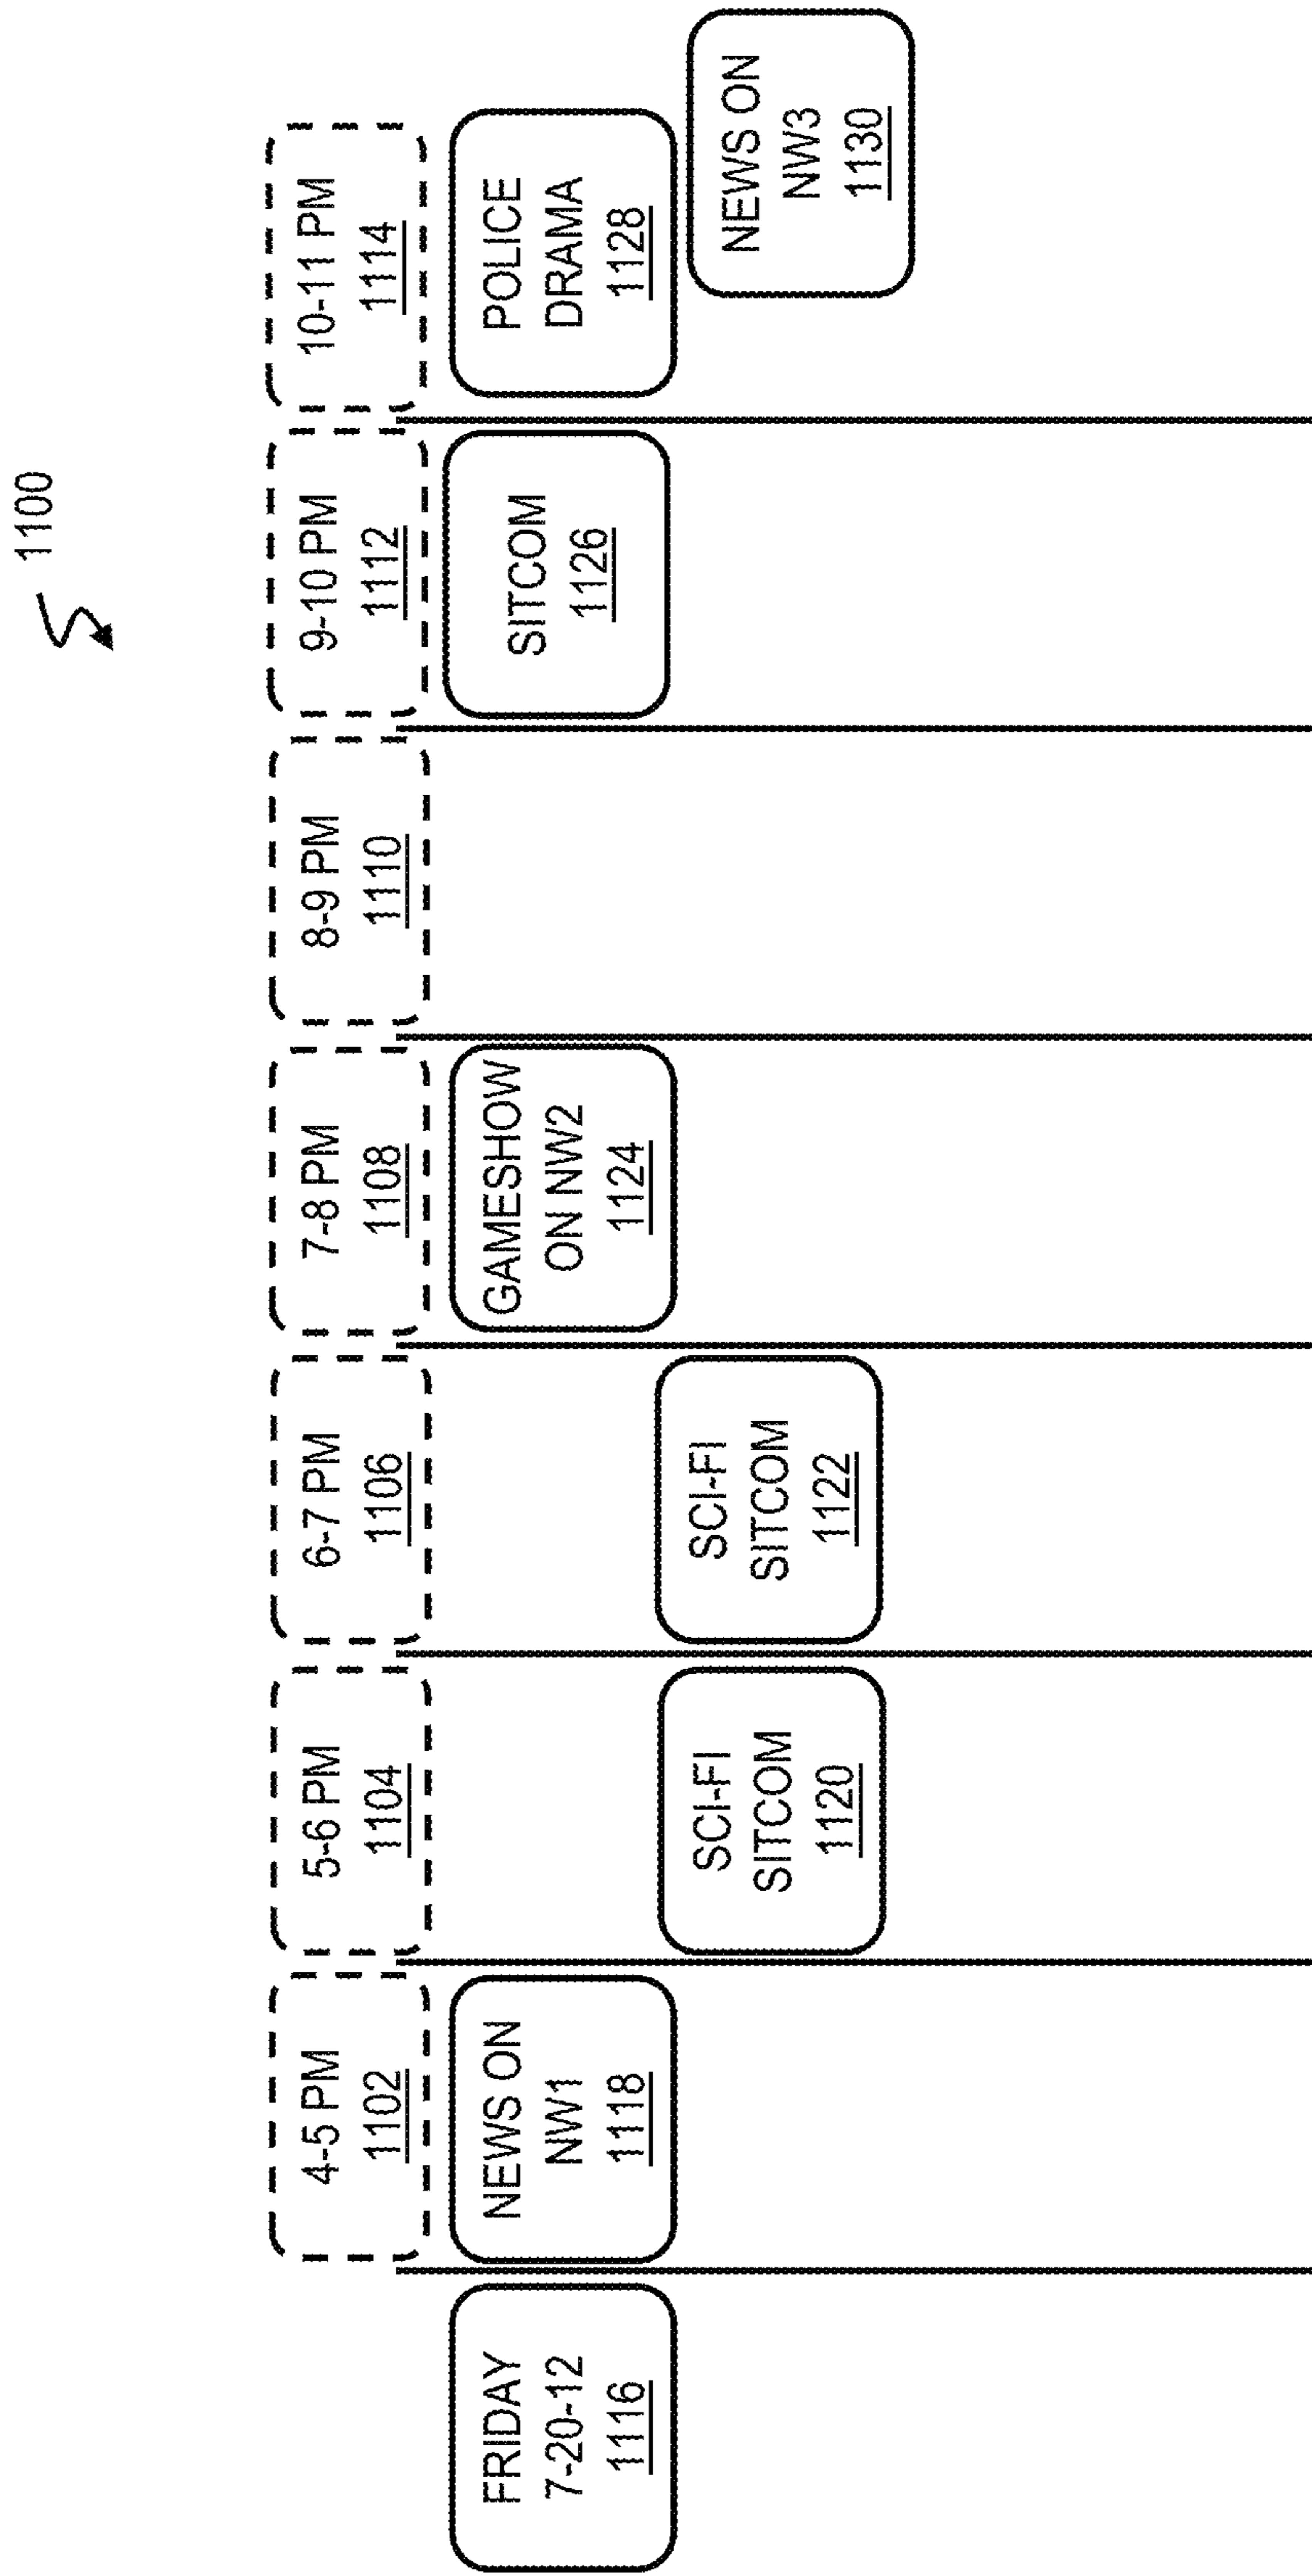 1100
4-5 PM
1102
5-6 PM
1104
6-7 PM
1106
7-8 PM
1108
8-9 PM
1110
9-10 PM
1112
10-11 PM
1114
FRIDAY
7-20-12
1116
NEWS ON
NW1
1118
SCI-FI
SITCOM
1120
SCI-FI
SITCOM
1122
GAMESHOW
ON NW2
1124
SITCOM
1126
POLICE
DRAMA
1128
NEWS ON
NW3
1130